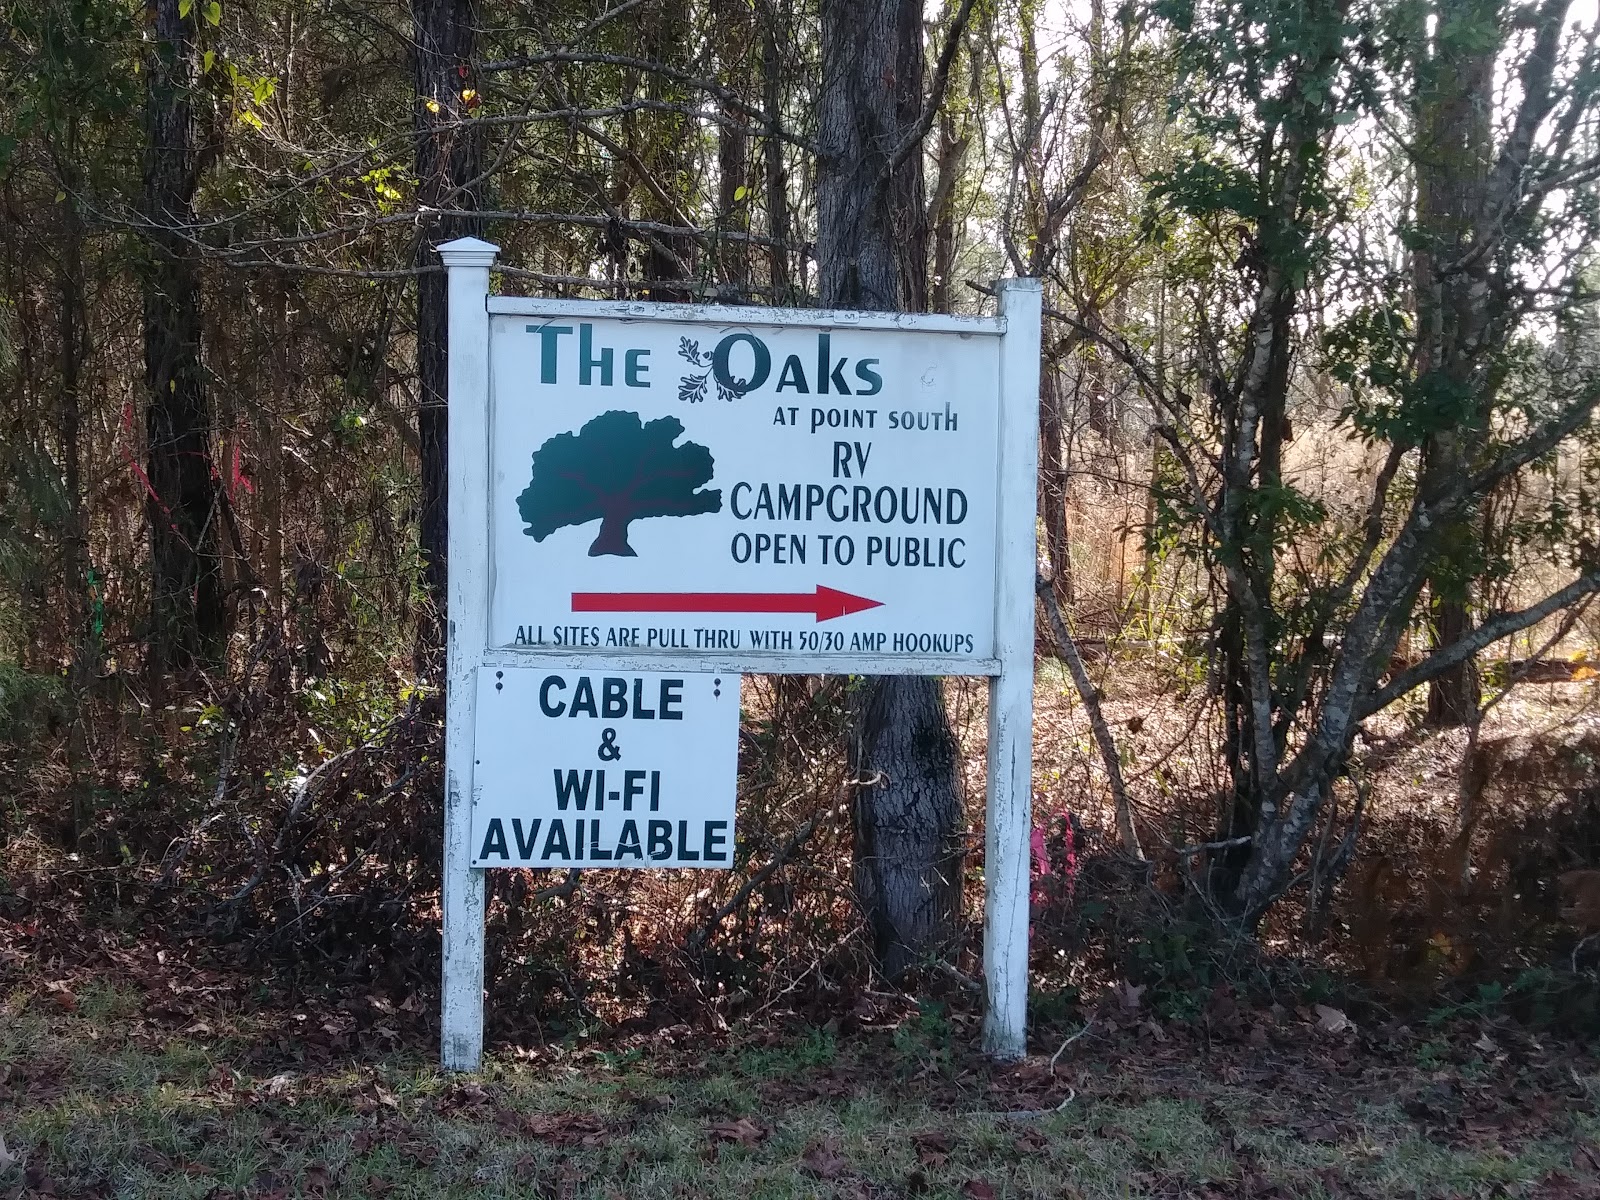 THE OAKS
AT POINT SOUTH
RV
CAMPGROUND
OPEN TO PUBLIC
ALL SITES ARE PULL THRU WITH 50/30 AMP HOOKUPS
CABLE
&
WI-FI
AVAILABLE